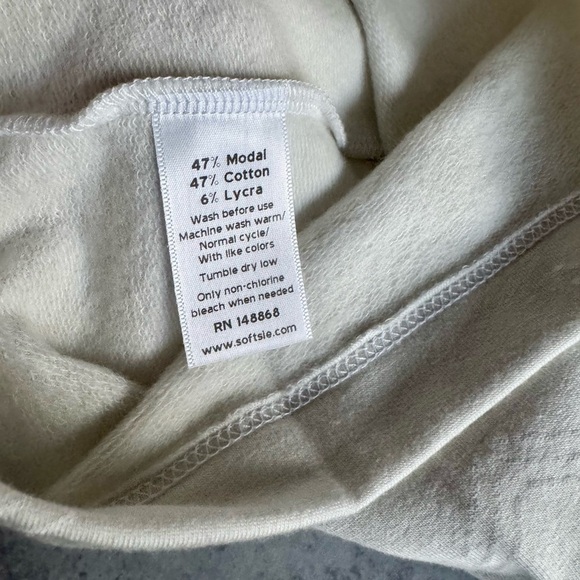 47% Modal
47% Cotton
6% Lycra
Wash before use
Machine wash warm/
Normal cycle/
With like colors
Tumble dry low
Only non-chlorine
bleach when needed
RN 148868
www.softsie.com